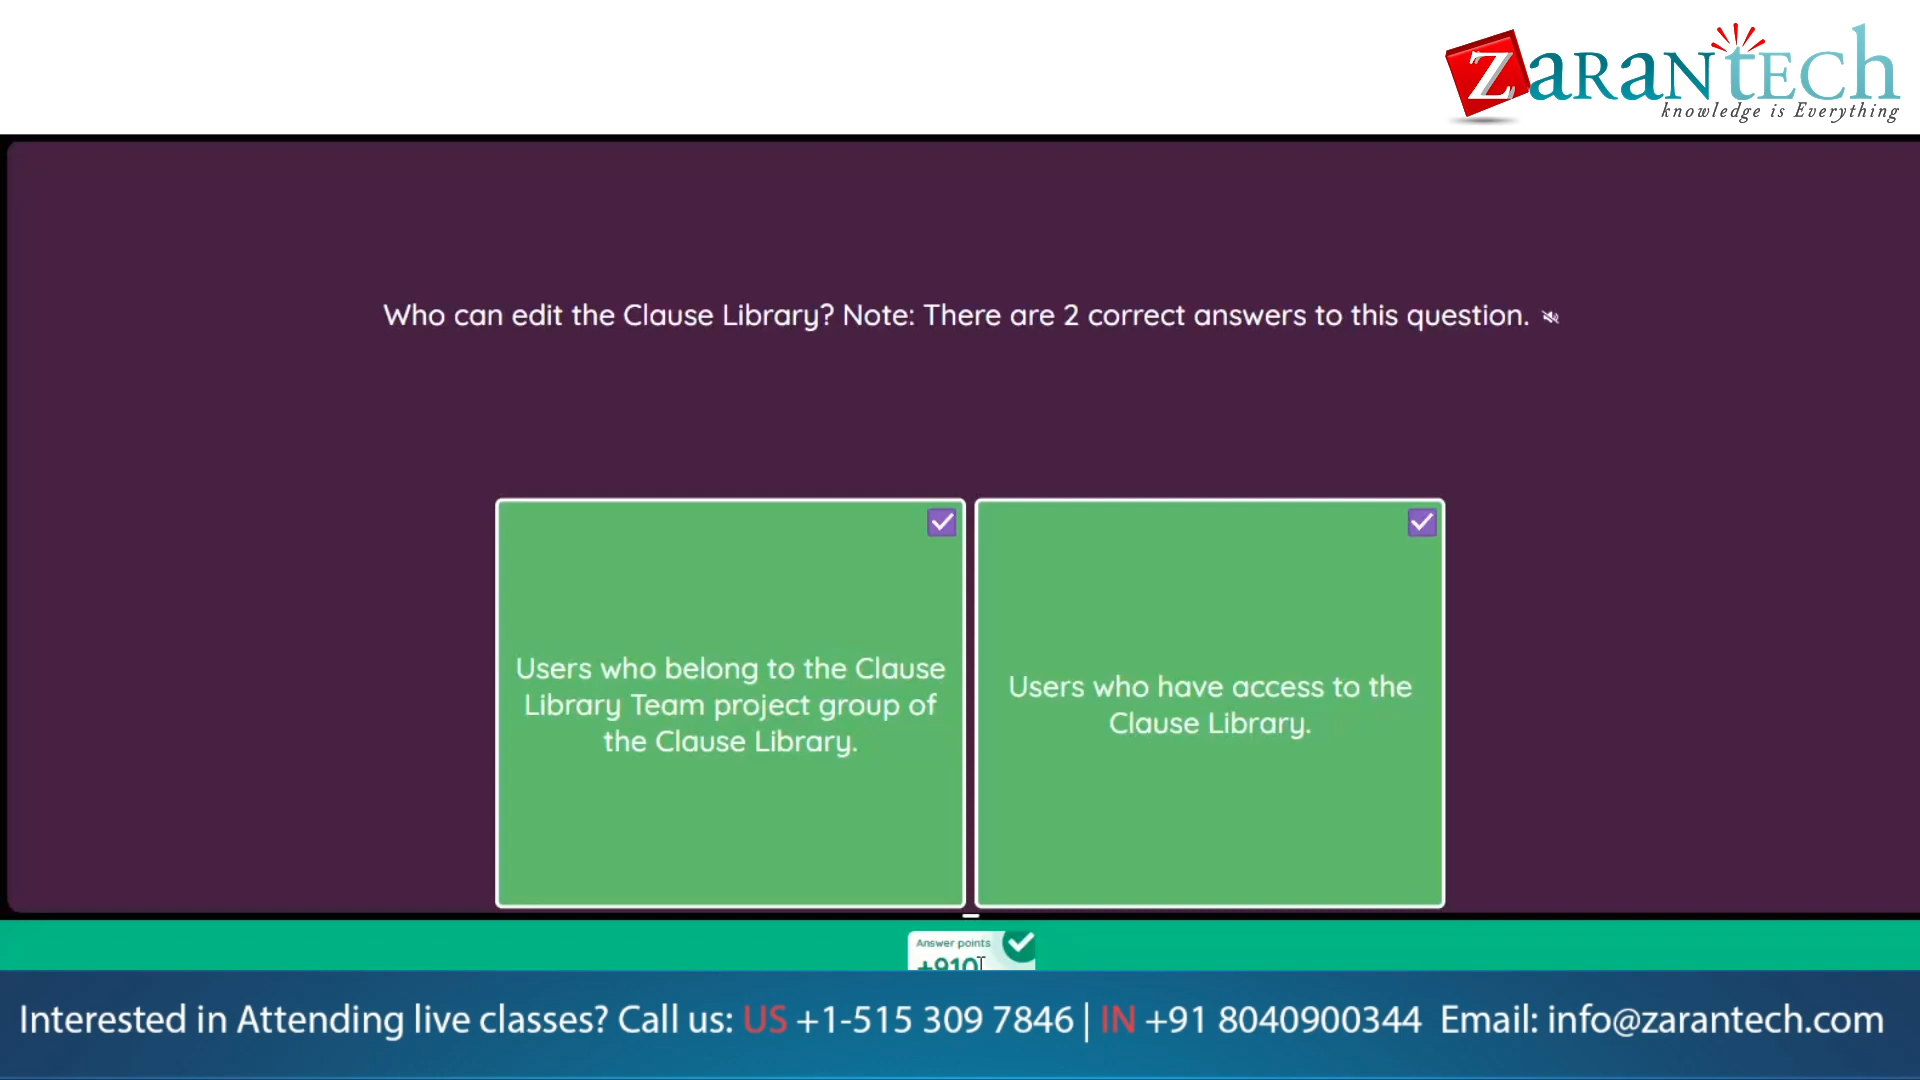 ZaranTech
knowledge is Everything
Who can edit the Clause Library? Note: There are 2 correct answers to this question.
Users who belong to the Clause
Library Team project group of
the Clause Library.
Users who have access to the
Clause Library.
Answer points
+910
Interested in Attending live classes? Call us: US +1-515 309 7846 | IN +91 8040900344 Email: info@zarantech.com